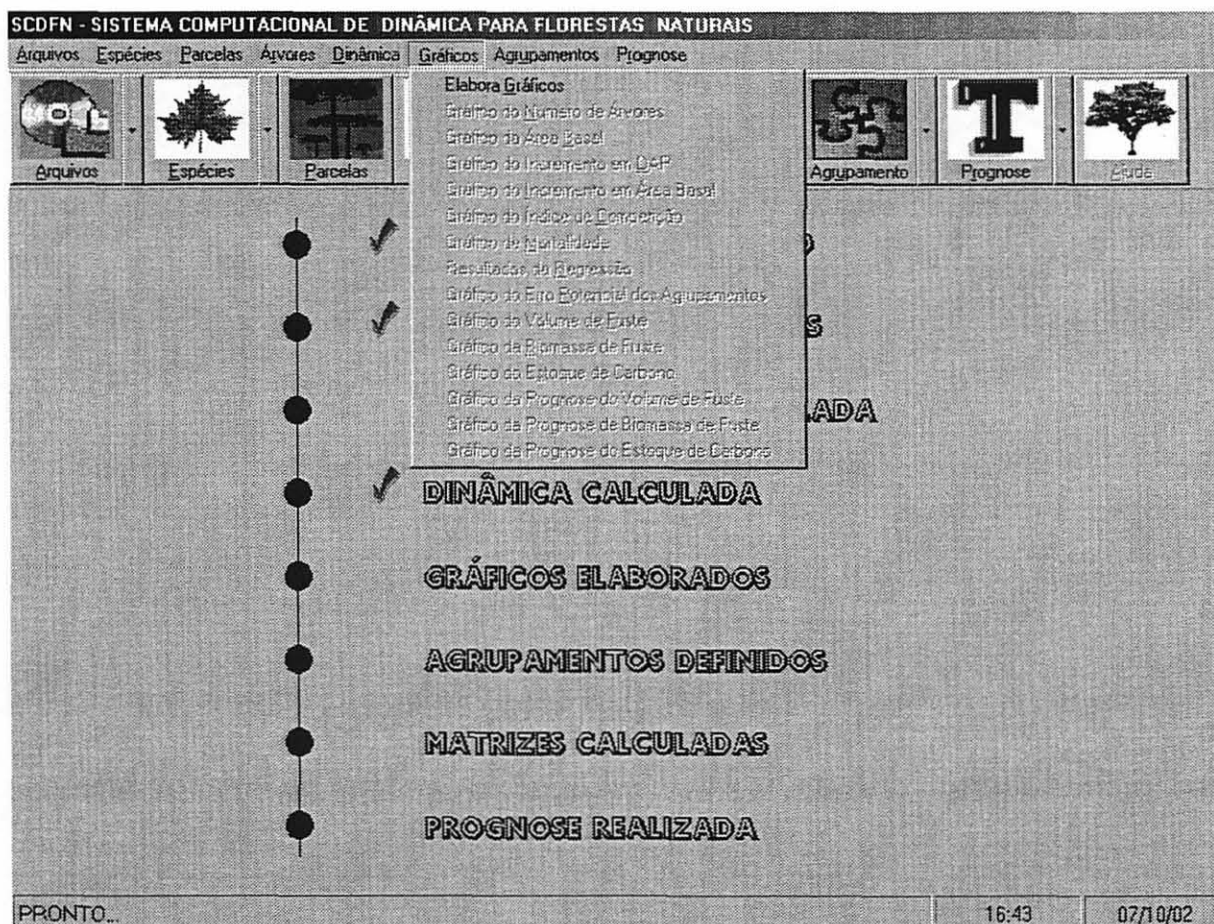 SCDFN - SISTEMA COMPUTACIONAL DE DINÂMICA PARA FLORESTAS NATURAIS
Arquivos Espécies Parcelas Árvores Dinâmica Gráficos Agrupamentos Prognose
Elabora Gráficos
Gráfico do Número de Árvores
Gráfico da Área Basal
Gráfico do Incremento em DAP
Gráfico do Incremento em Área Basal
Gráfico do Índice de Competição
Gráfico de Mortalidade
Resultados da Regressão
Gráfico do Erro Potencial dos Agrupamentos
Gráfico do Volume de Fuste
Gráfico da Biomassa de Fuste
Gráfico do Estoque de Carbono
Gráfico da Prognose do Volume de Fuste
Gráfico da Prognose de Biomassa de Fuste
Gráfico da Prognose do Estoque de Carbono
Arquivos Espécies Parcelas Agrupamento Prognose Ajuda
O
S
LADA
DINÂMICA CALCULADA
GRÁFICOS ELABORADOS
AGRUPAMENTOS DEFINIDOS
MATRIZES CALCULADAS
PROGNOSE REALIZADA
PRONTO... 16:43 07/10/02